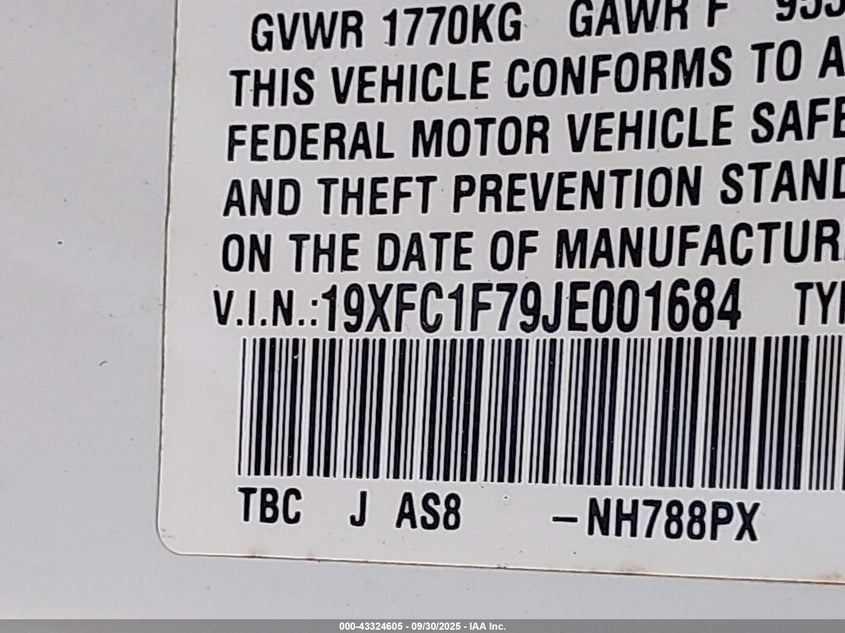 GVWR 1770KG GAWR F
THIS VEHICLE CONFORMS TO A
FEDERAL MOTOR VEHICLE SAFE
AND THEFT PREVENTION STAND
ON THE DATE OF MANUFACTUR
V.I.N.:19XFC1F79JE001684 TY
TBC J AS8 –NH788PX
000-43324605 - 09/30/2025 - IAA Inc.